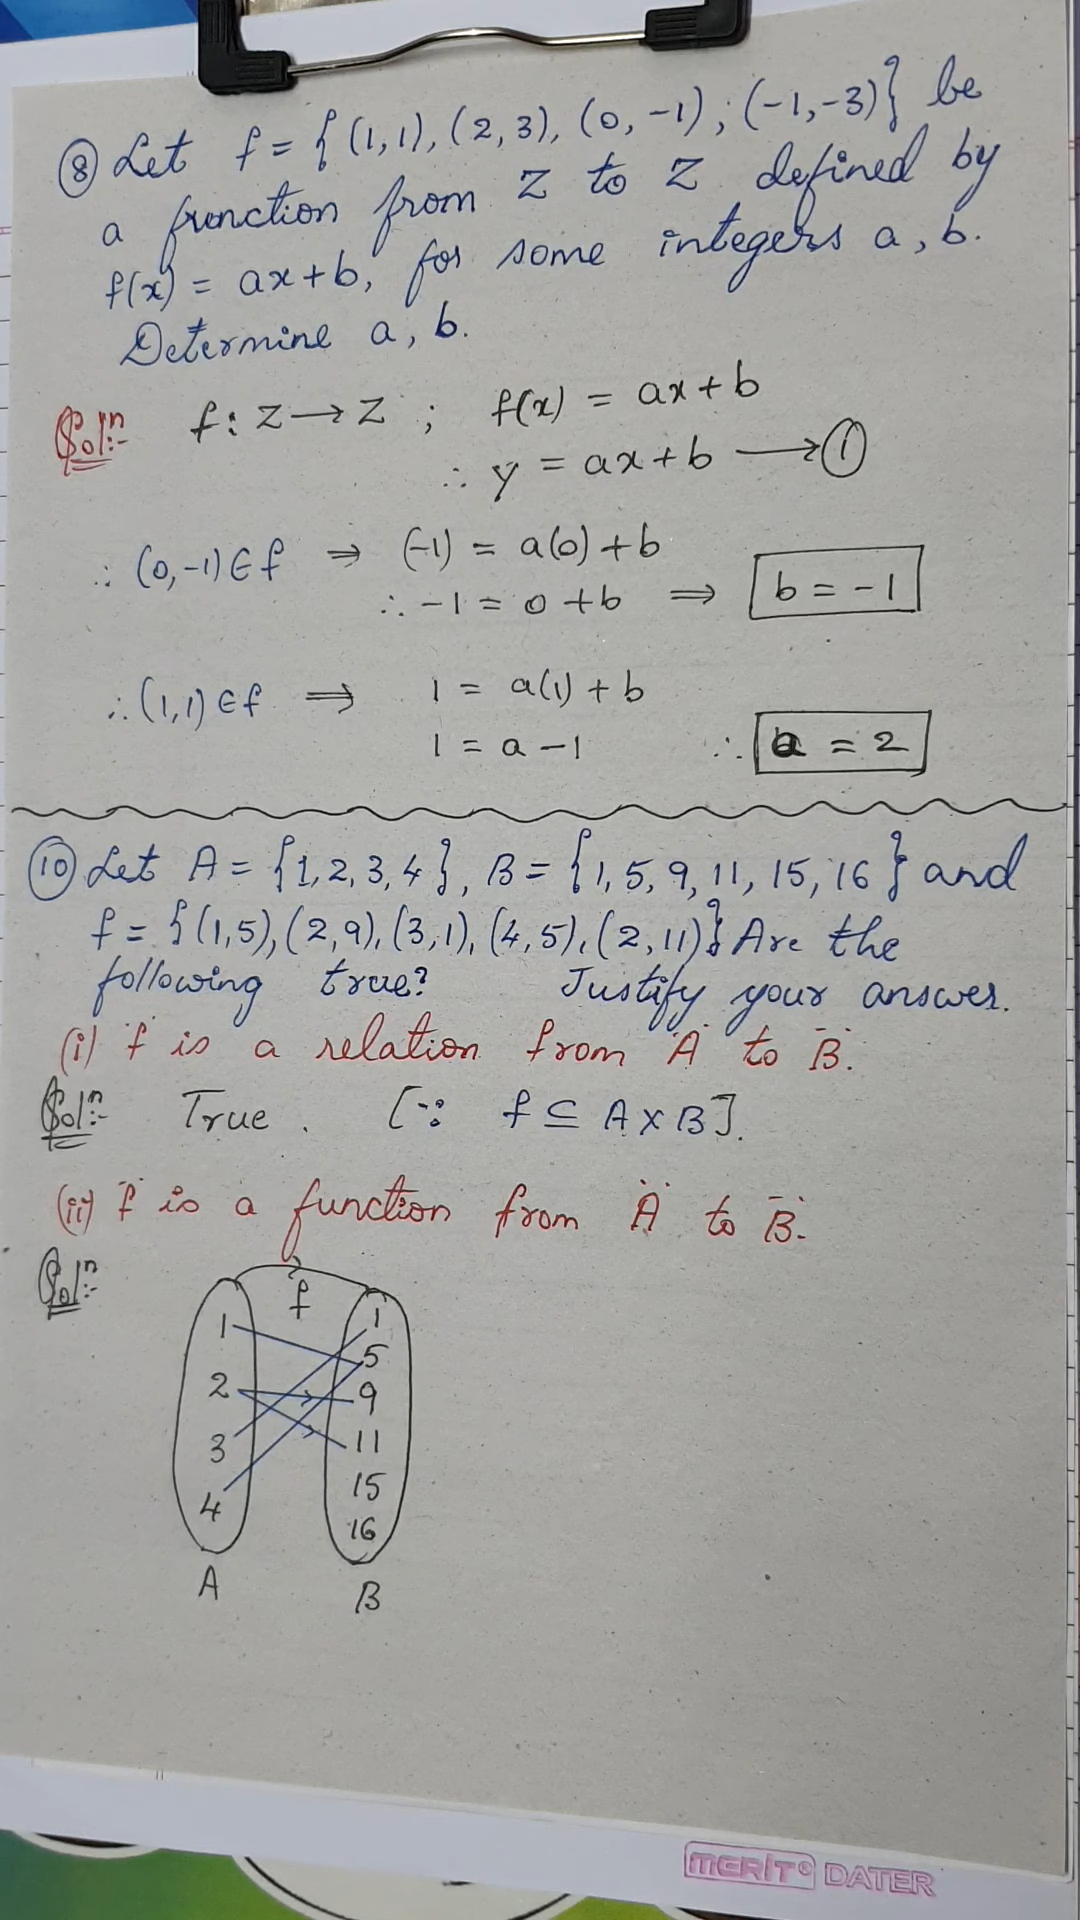 ⑧ Let f = {(1,1), (2,3), (0,-1), (-1,-3)} be
a function from Z to Z defined by
f(x) = ax+b, for some integers a, b.
Determine a, b.
Solⁿ:- f: Z→Z ; f(x) = ax+b
∴ y = ax+b ⟶ ①
∴ (0,-1)∈f ⇒ (-1) = a(0)+b
∴ -1 = 0+b ⇒ b = -1
∴ (1,1)∈f ⇒ 1 = a(1)+b
1 = a-1 ∴ a = 2
⑩ Let A = {1,2,3,4}, B = {1,5,9,11,15,16} and
f = {(1,5),(2,9),(3,1),(4,5),(2,11)} Are the
following true? Justify your answer.
(i) f is a relation from A to B.
Solⁿ:- True. [∵ f ⊆ A×B].
(ii) f is a function from A to B.
Solⁿ:-
f
1 1
5
2 9
3 11
4 15
16
A B
MERIT DATER